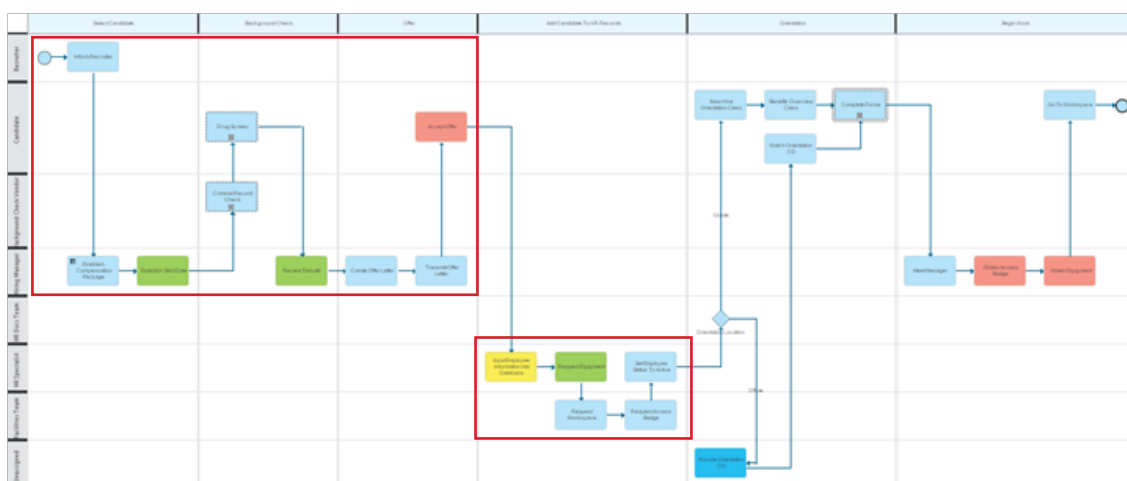 Select Candidate
Background Check
Offer
Add Candidate To HR Records
Orientation
Begin Work
Recruiter
Candidate
Background Check Vendor
Hiring Manager
HR Specialist
Facilities Team
Unassigned
Inform Recruiter
Establish
Compensation
Package
Establish Start Date
Drug Screen
Criminal Record
Check
Review Results
Create Offer Letter
Transmit Offer
Letter
Accept Offer
Input Employee
Information Into
Database
Request Equipment
Request
Workspace
Request Access
Badge
Set Employee
Status To Active
Orientation Location
Onsite
Offsite
Provide Orientation
CD
New Hire
Orientation Class
Benefits Overview
Class
Watch Orientation
CD
Complete Forms
Meet Manager
Obtain Access
Badge
Obtain Equipment
Go To Workspace